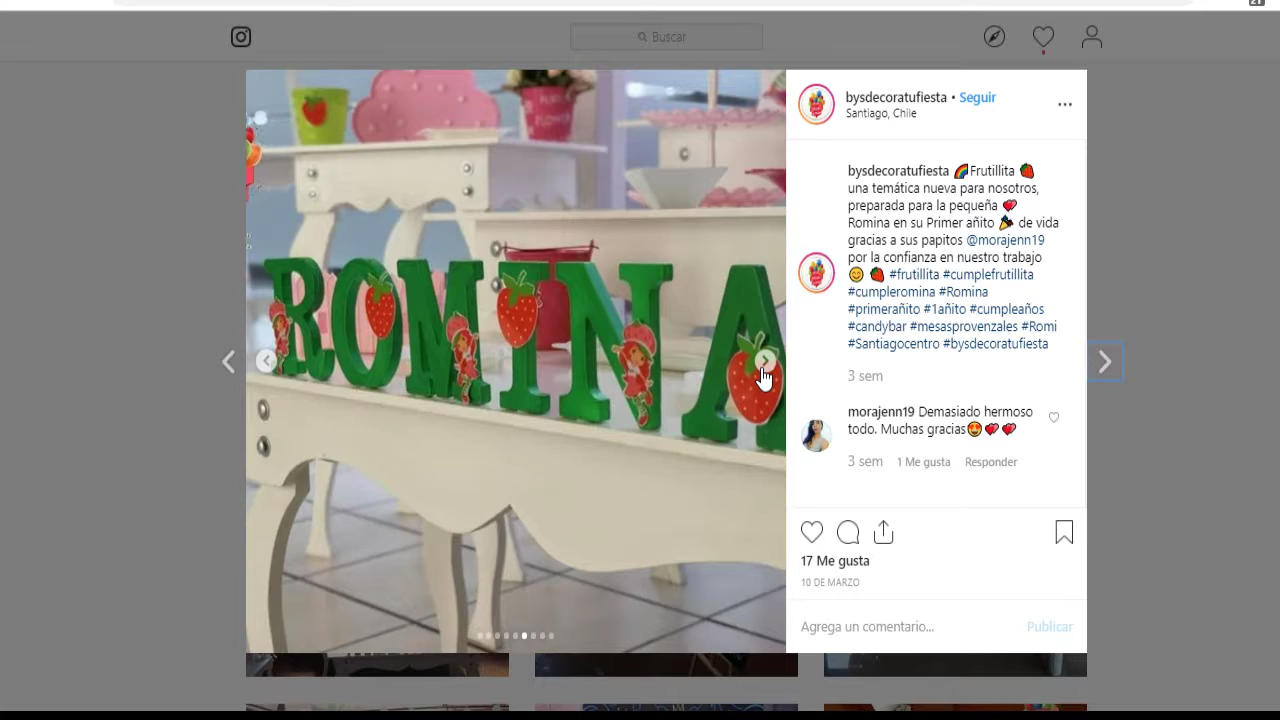 21
Buscar
bysdecoratufiesta • Seguir
Santiago, Chile
bysdecoratufiesta 🌈Frutillita 🍓
una temática nueva para nosotros,
preparada para la pequeña 💕
Romina en su Primer añito 🎉 de vida
gracias a sus papitos @morajenn19
por la confianza en nuestro trabajo
😊 🍓 #frutillita #cumplefrutillita
#cumpleromina #Romina
#primerañito #1añito #cumpleaños
#candybar #mesasprovenzales #Romi
#Santiagocentro #bysdecoratufiesta
3 sem
morajenn19 Demasiado hermoso
todo. Muchas gracias😍💕💕
3 sem 1 Me gusta Responder
17 Me gusta
10 DE MARZO
Agrega un comentario... Publicar
FLOWER
ROMINA